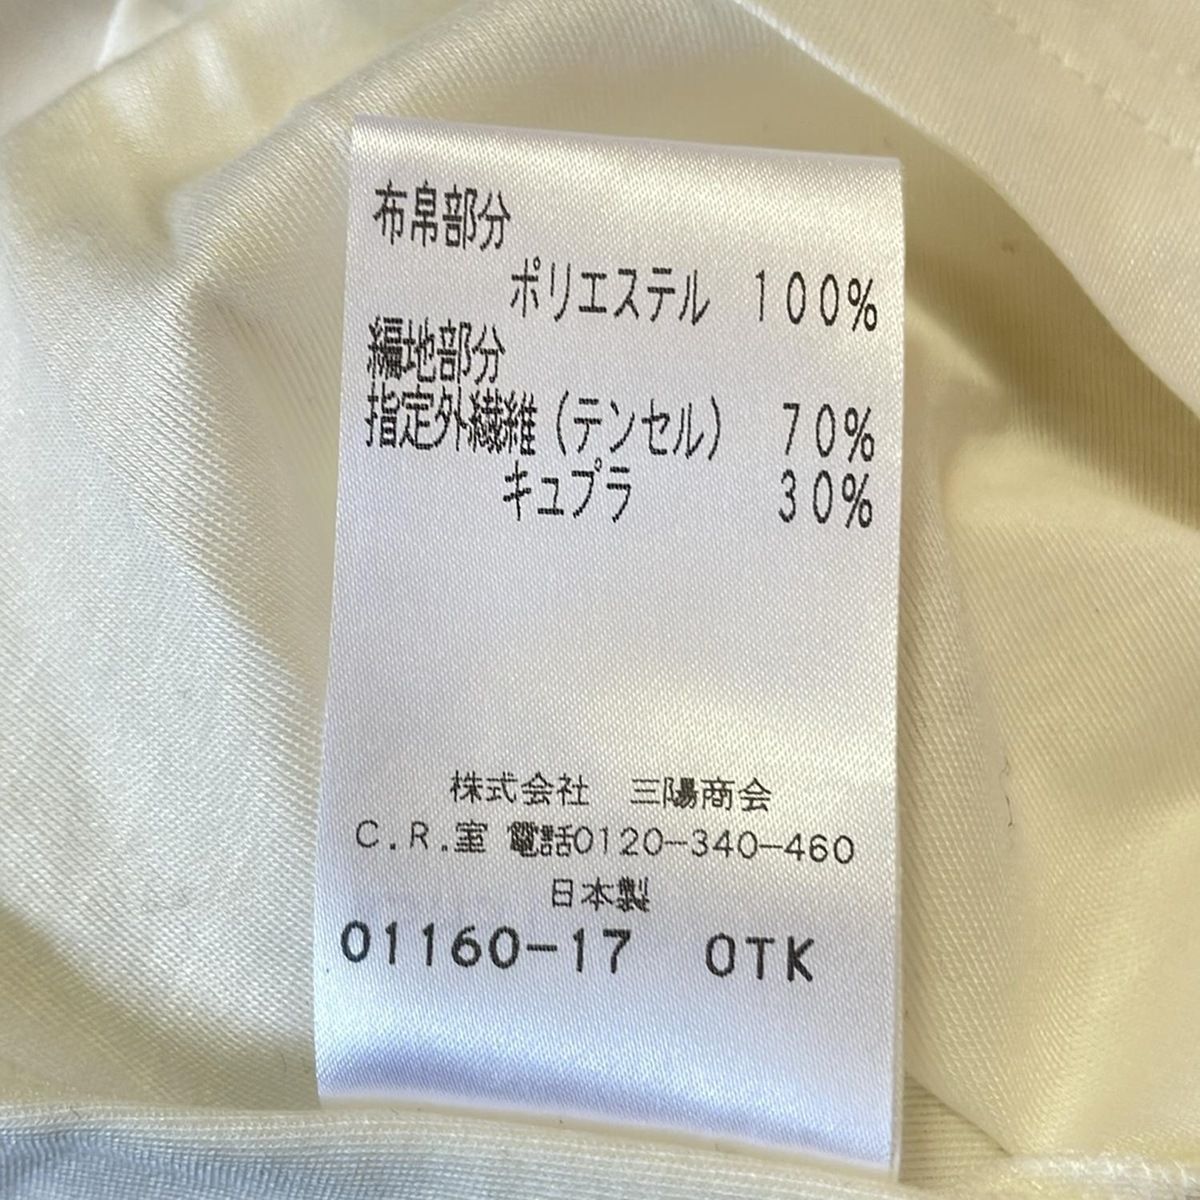 布帛部分
ポリエステル 100%
編地部分
指定外繊維(テンセル) 70%
キュプラ 30%
株式会社 三陽商会
C.R.室 電話0120-340-460
日本製
01160-17 OTK